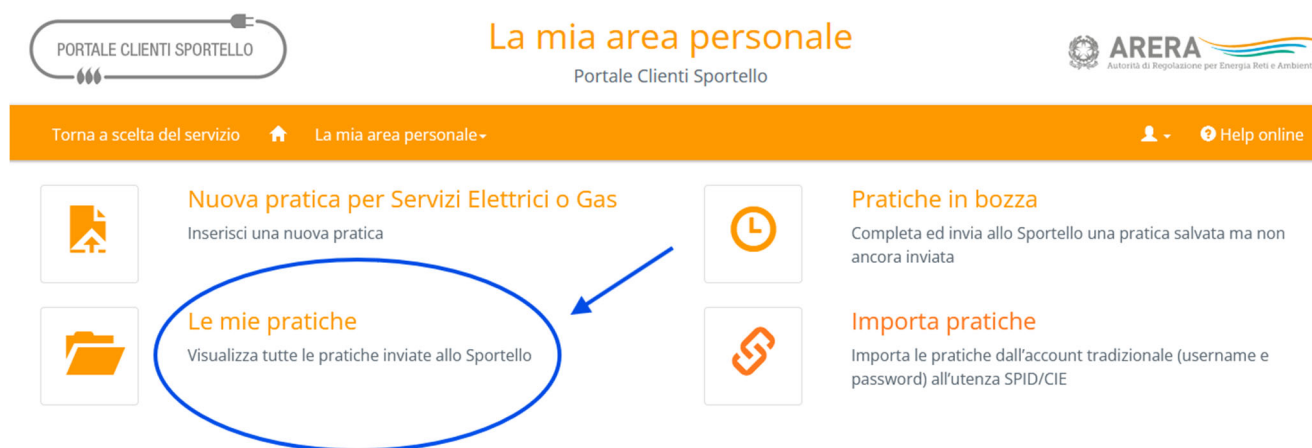 PORTALE CLIENTI SPORTELLO
La mia area personale
Portale Clienti Sportello
ARERA
Autorità di Regolazione per Energia Reti e Ambiente
Torna a scelta del servizio
La mia area personale
Help online
Nuova pratica per Servizi Elettrici o Gas
Inserisci una nuova pratica
Pratiche in bozza
Completa ed invia allo Sportello una pratica salvata ma non
ancora inviata
Le mie pratiche
Visualizza tutte le pratiche inviate allo Sportello
Importa pratiche
Importa le pratiche dall'account tradizionale (username e
password) all'utenza SPID/CIE